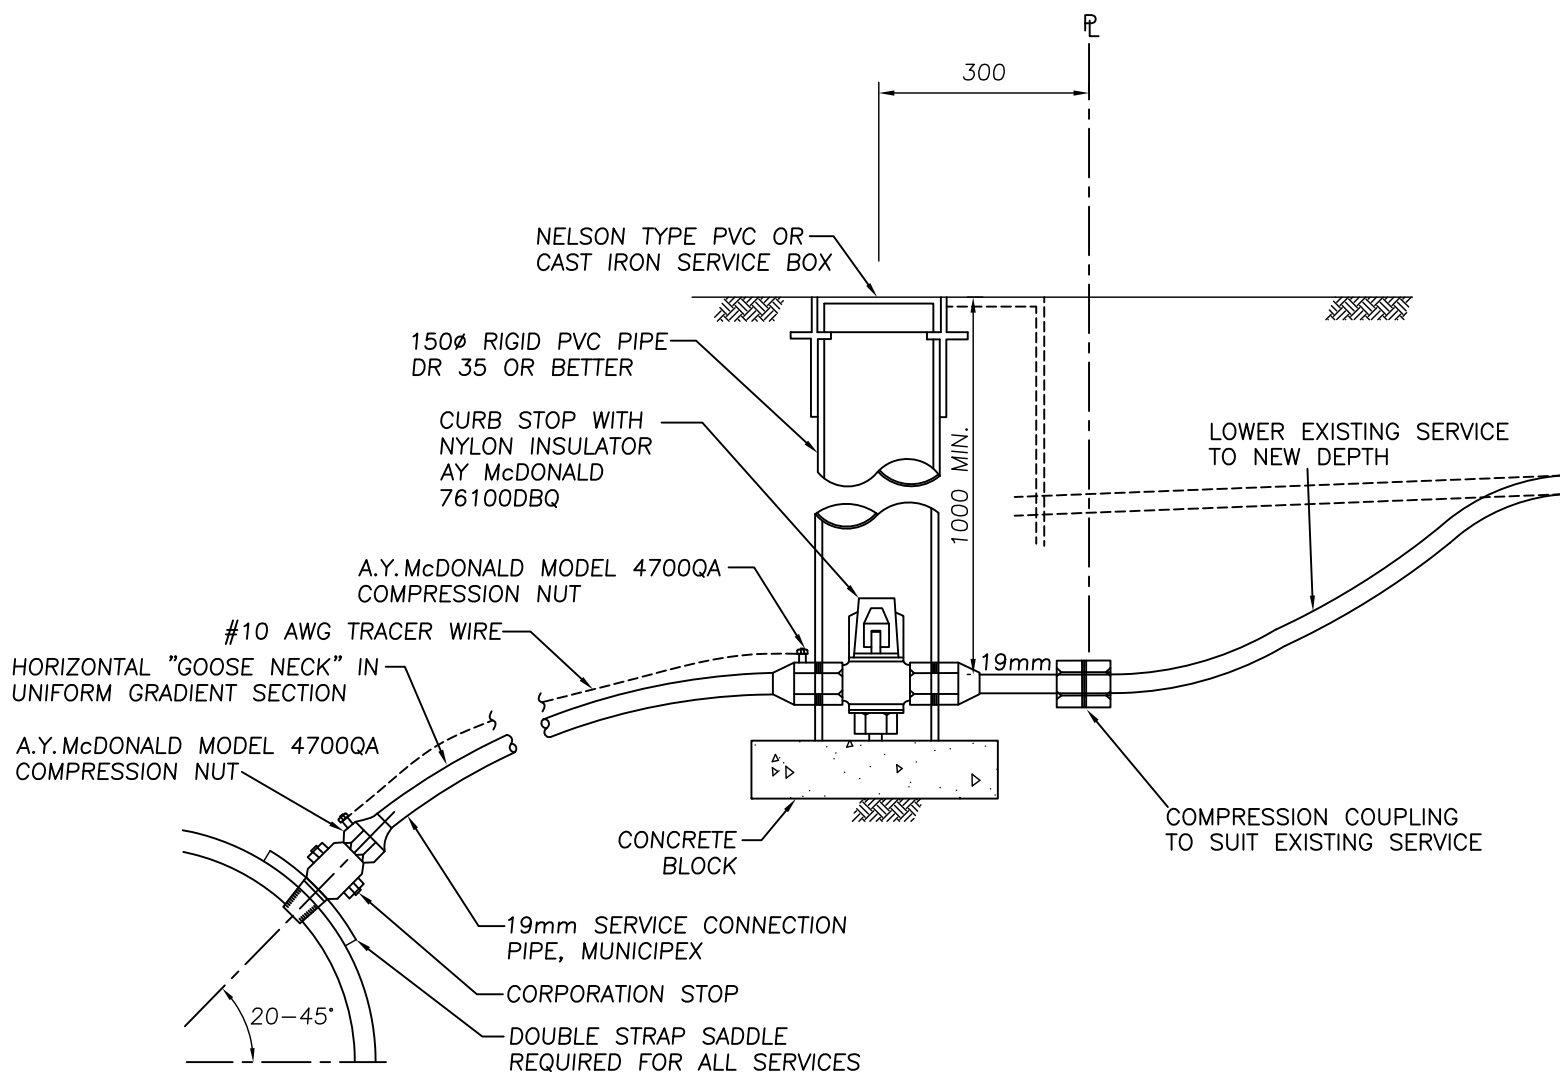 PL
300
NELSON TYPE PVC OR
CAST IRON SERVICE BOX
150ø RIGID PVC PIPE
DR 35 OR BETTER
CURB STOP WITH
NYLON INSULATOR
AY McDONALD
76100DBQ
1000 MIN.
LOWER EXISTING SERVICE
TO NEW DEPTH
A.Y.McDONALD MODEL 4700QA
COMPRESSION NUT
#10 AWG TRACER WIRE
HORIZONTAL "GOOSE NECK" IN
UNIFORM GRADIENT SECTION
19mm
A.Y.McDONALD MODEL 4700QA
COMPRESSION NUT
CONCRETE
BLOCK
COMPRESSION COUPLING
TO SUIT EXISTING SERVICE
19mm SERVICE CONNECTION
PIPE, MUNICIPEX
CORPORATION STOP
20-45°
DOUBLE STRAP SADDLE
REQUIRED FOR ALL SERVICES